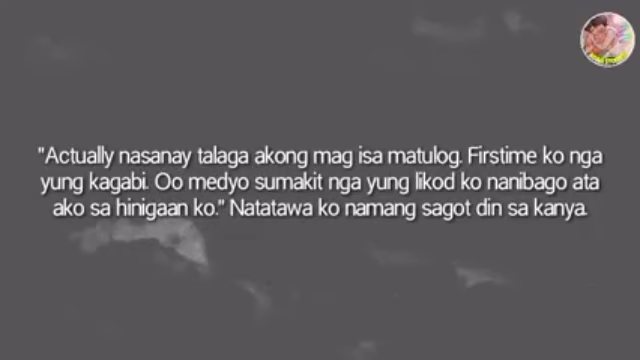 "Actually nasanay talaga akong mag isa matulog. Firstime ko nga
yung kagabi. Oo medyo sumakit nga yung likod ko nanibago ata
ako sa hinigaan ko." Natatawa ko namang sagot din sa kanya.